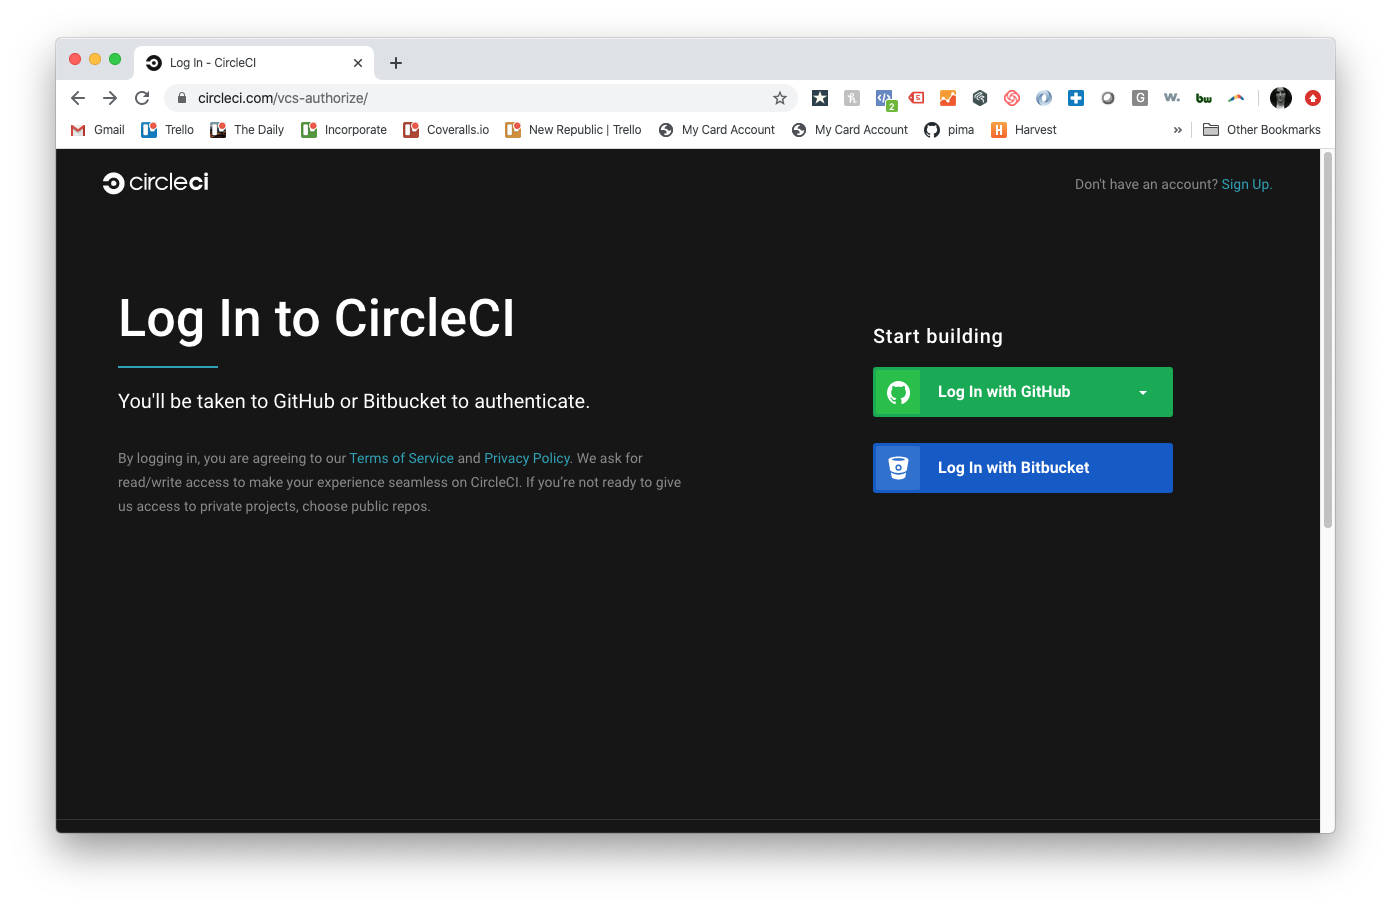 Log In - CircleCI
circleci.com/vcs-authorize/
2
5
G
w.
bw
Gmail Trello The Daily Incorporate Coveralls.io New Republic | Trello My Card Account My Card Account pima H Harvest » Other Bookmarks
circleci
Don't have an account? Sign Up.
Log In to CircleCI
Start building
Log In with GitHub
You'll be taken to GitHub or Bitbucket to authenticate.
By logging in, you are agreeing to our Terms of Service and Privacy Policy. We ask for
read/write access to make your experience seamless on CircleCI. If you’re not ready to give
us access to private projects, choose public repos.
Log In with Bitbucket